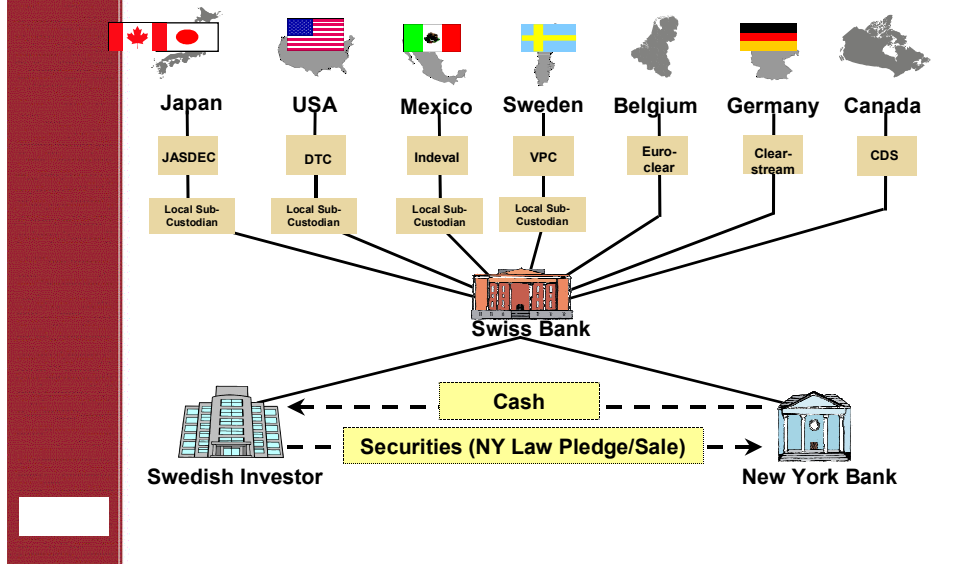 Japan
USA
Mexico
Sweden
Belgium
Germany
Canada
JASDEC
DTC
Indeval
VPC
Euro-
clear
Clear-
stream
CDS
Local Sub-
Custodian
Local Sub-
Custodian
Local Sub-
Custodian
Local Sub-
Custodian
Swiss Bank
Cash
Securities (NY Law Pledge/Sale)
Swedish Investor
New York Bank